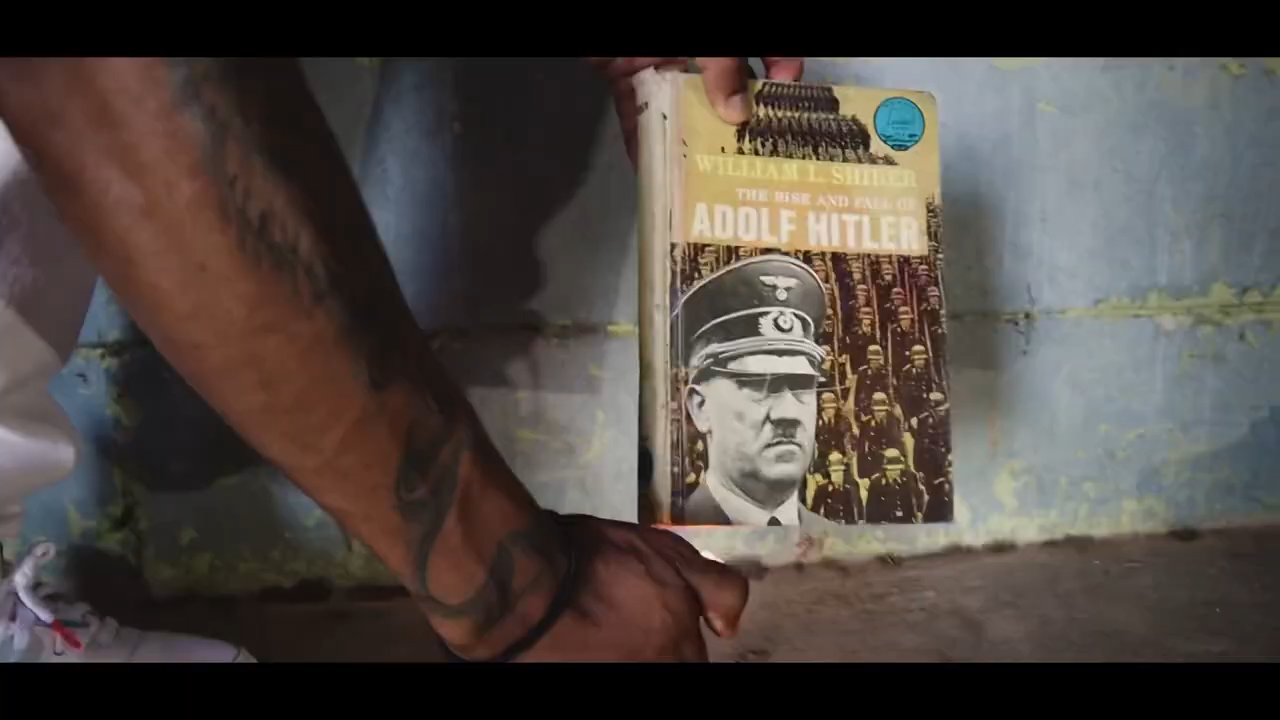 WILLIAM L. SHIRER
THE RISE AND FALL OF
ADOLF HITLER